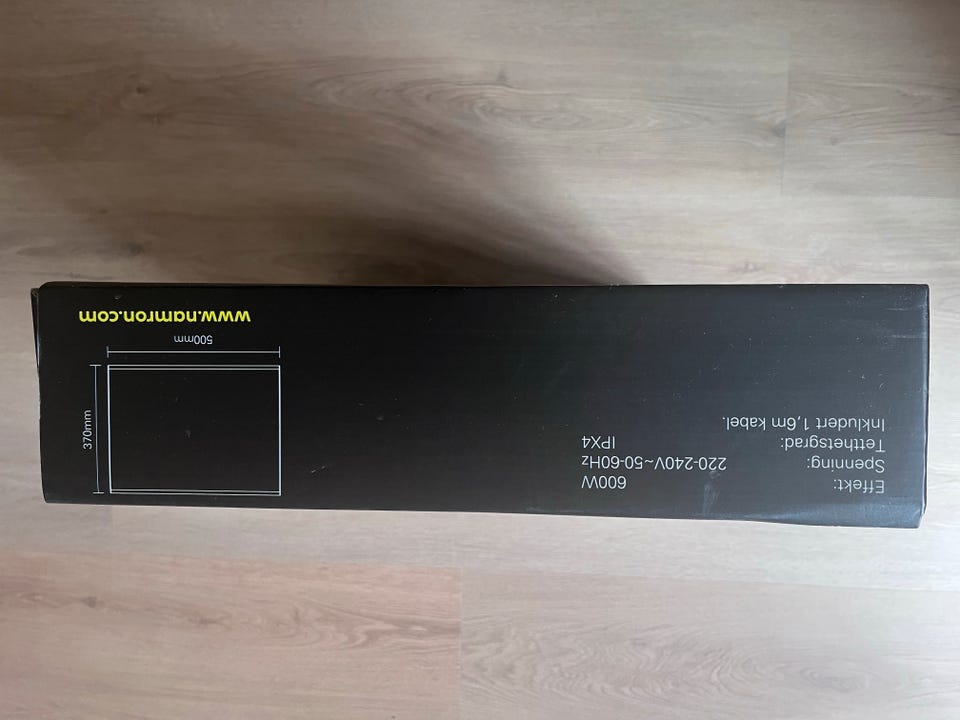 Effekt: 600W
Spenning: 220-240V~50-60Hz
Tetthetsgrad: IPX4
Inkludert 1,6m kabel.
370mm
500mm
www.namron.com